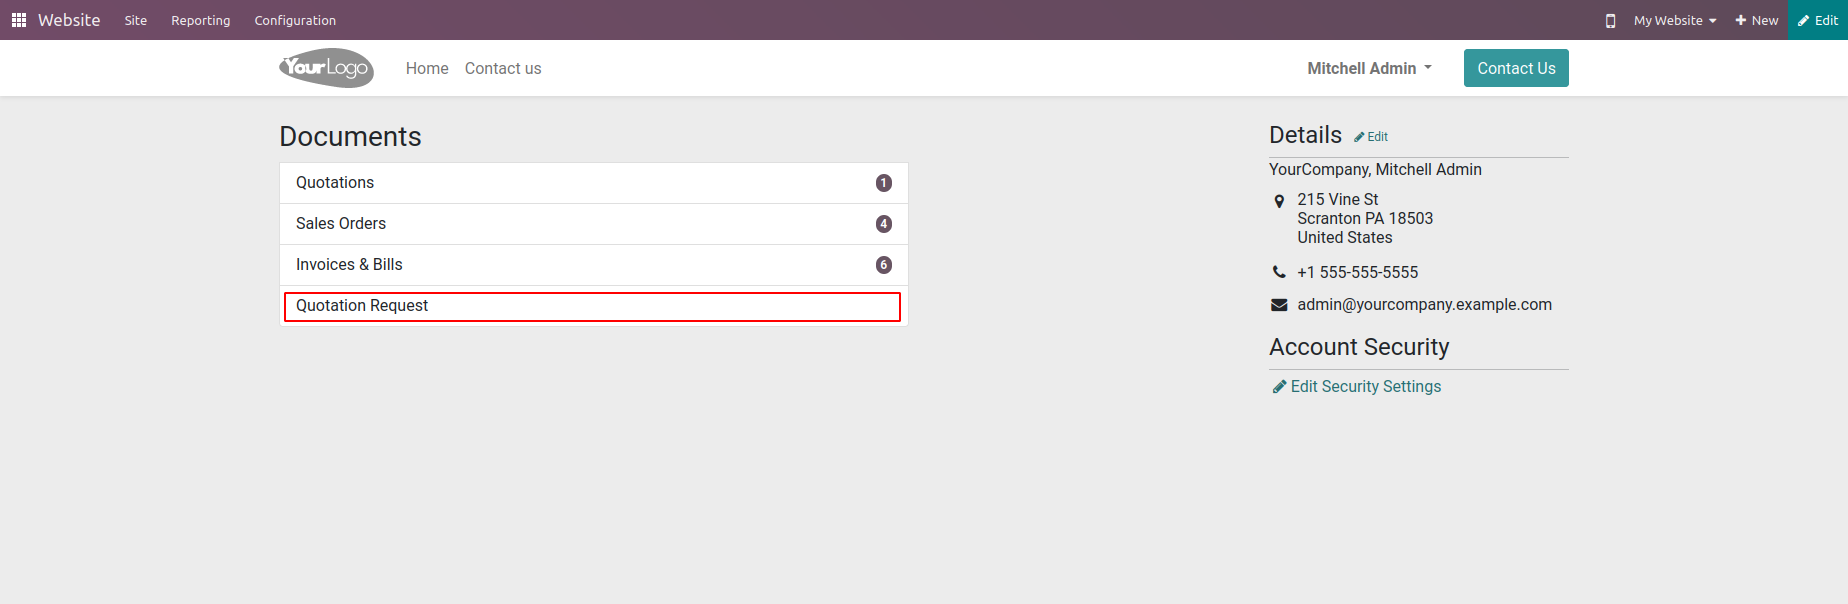 Website Site Reporting Configuration My Website New Edit
YourLogo Home Contact us Mitchell Admin Contact Us
Documents
Quotations 1
Sales Orders 4
Invoices & Bills 6
Quotation Request
Details Edit
YourCompany, Mitchell Admin
215 Vine St
Scranton PA 18503
United States
+1 555-555-5555
admin@yourcompany.example.com
Account Security
Edit Security Settings